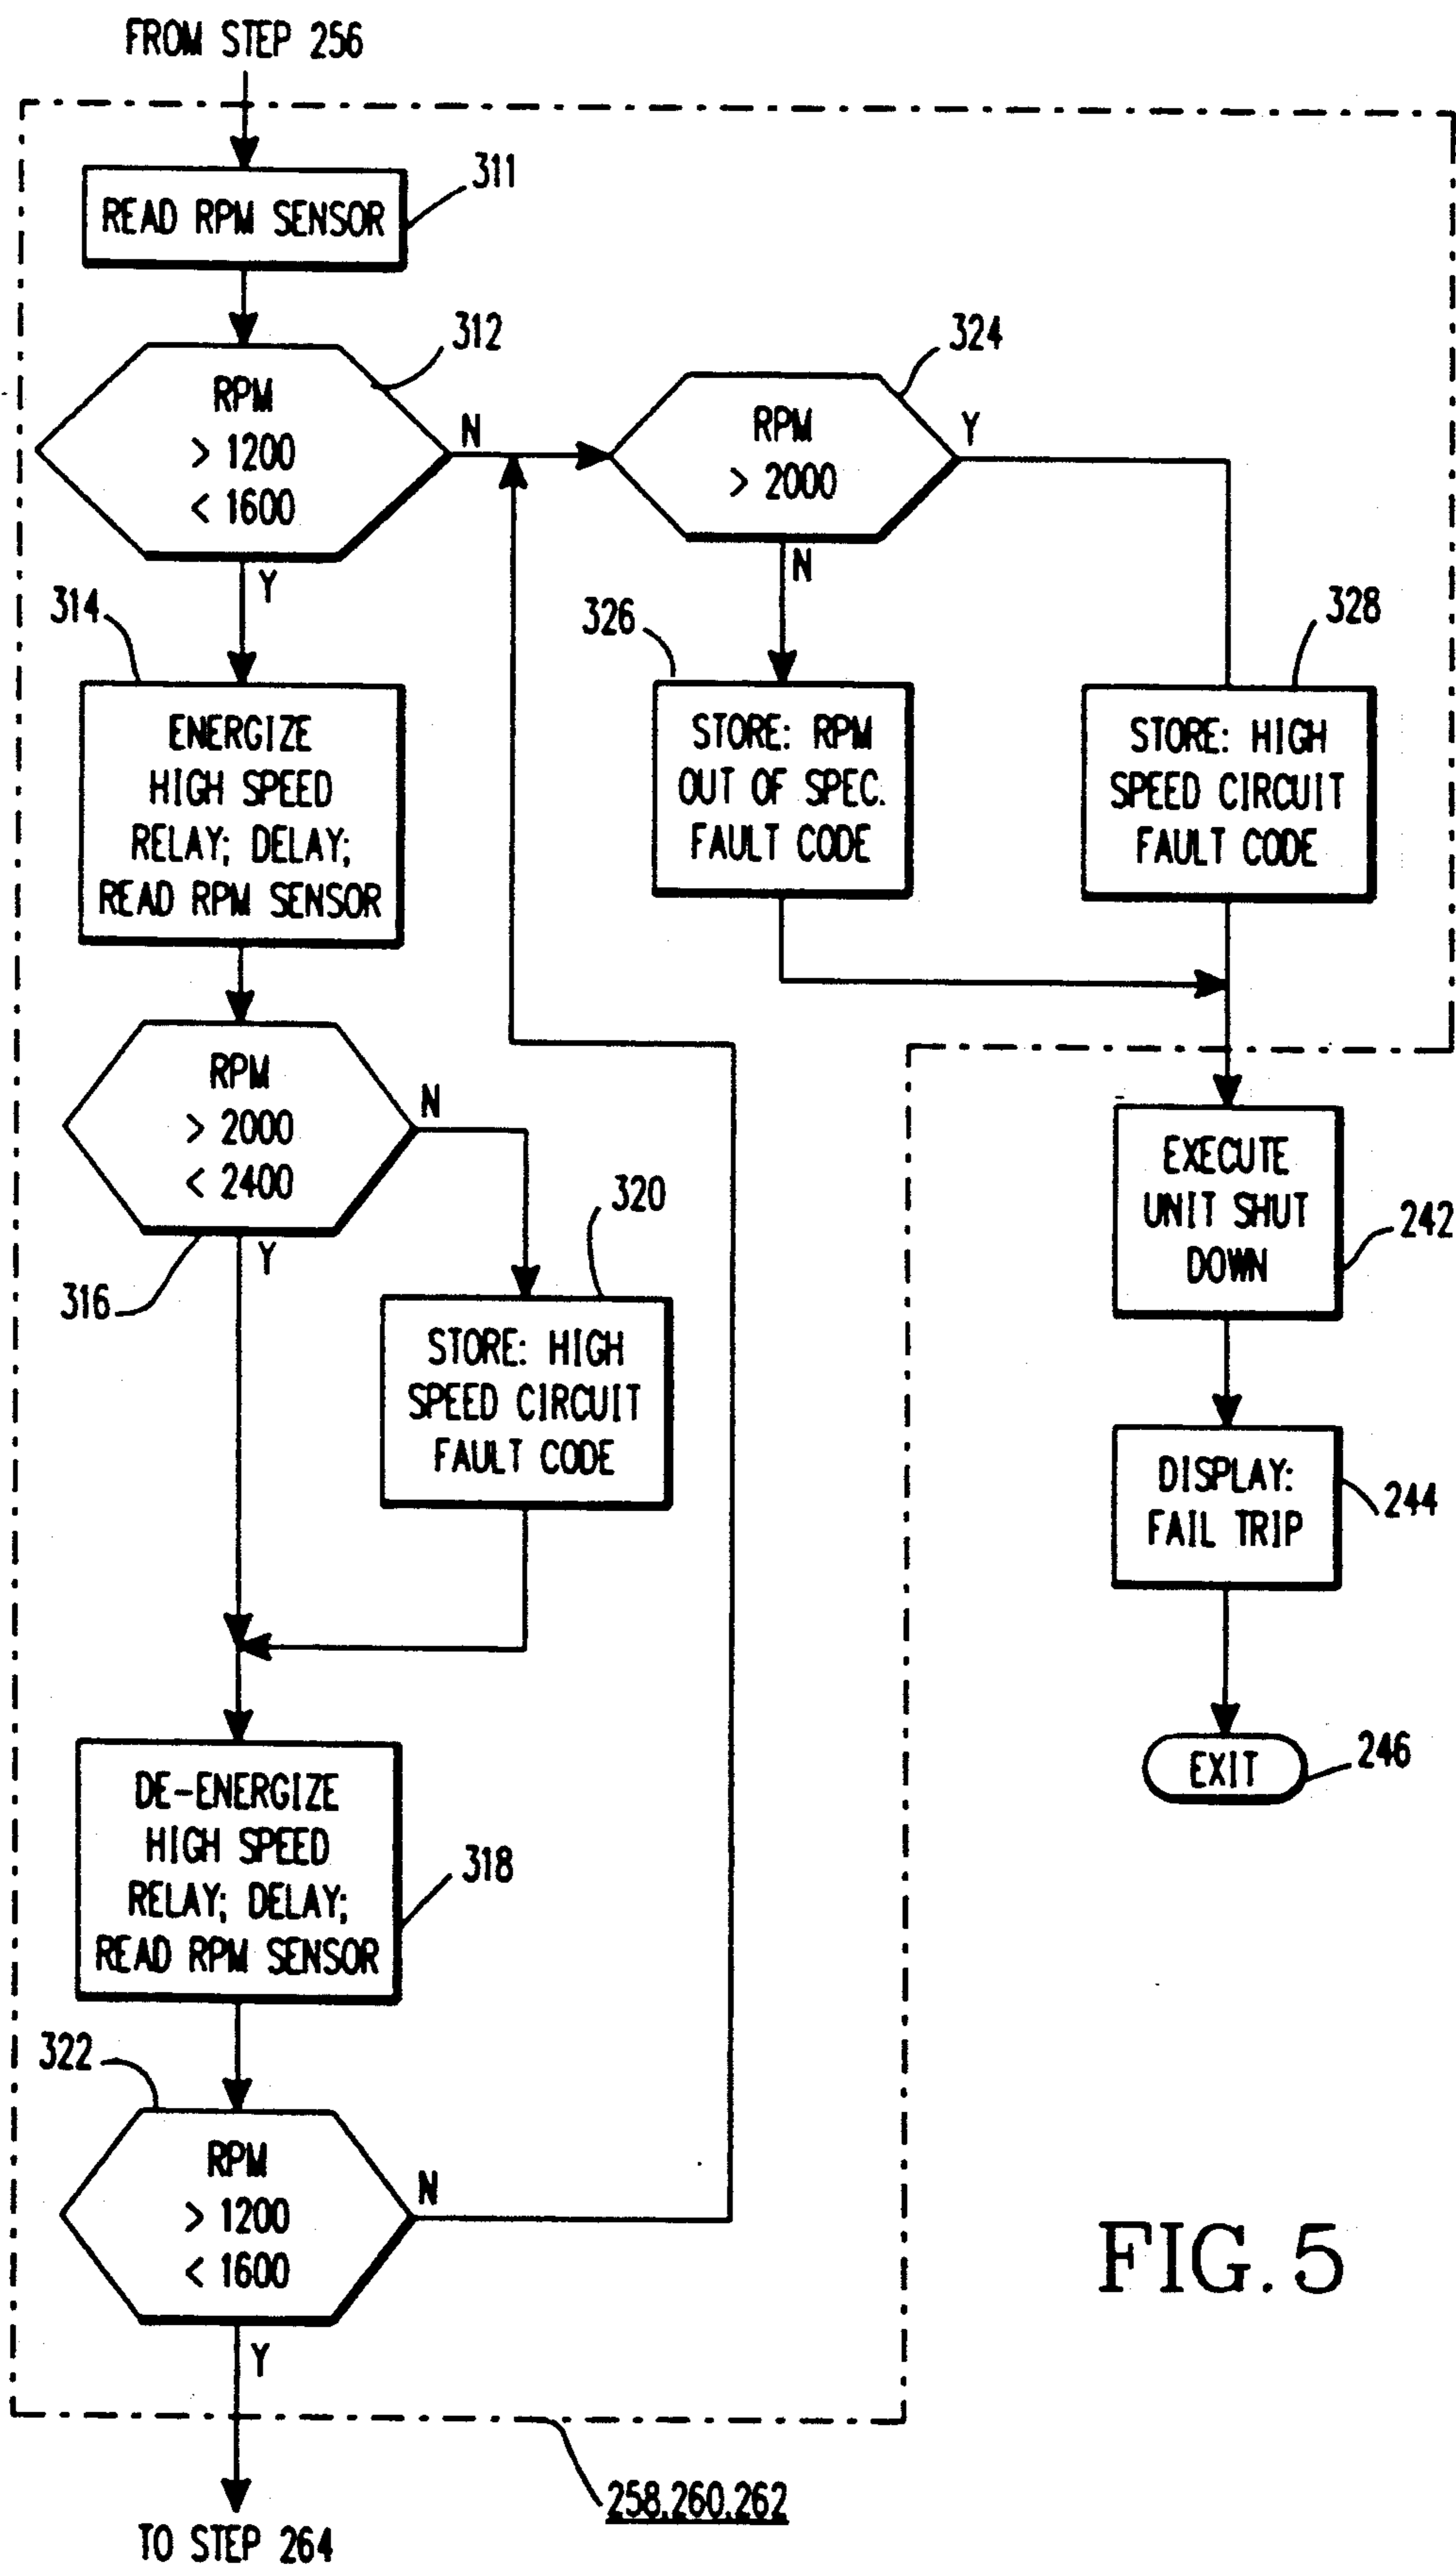 FROM STEP 256
READ RPM SENSOR
311
RPM
> 1200
< 1600
312
N
Y
RPM
> 2000
324
Y
N
314
ENERGIZE
HIGH SPEED
RELAY; DELAY;
READ RPM SENSOR
326
STORE: RPM
OUT OF SPEC.
FAULT CODE
328
STORE: HIGH
SPEED CIRCUIT
FAULT CODE
RPM
> 2000
< 2400
N
Y
316
320
STORE: HIGH
SPEED CIRCUIT
FAULT CODE
EXECUTE
UNIT SHUT
DOWN
242
DISPLAY:
FAIL TRIP
244
EXIT
246
DE-ENERGIZE
HIGH SPEED
RELAY; DELAY;
READ RPM SENSOR
318
322
RPM
> 1200
< 1600
N
Y
258,260,262
TO STEP 264
FIG. 5